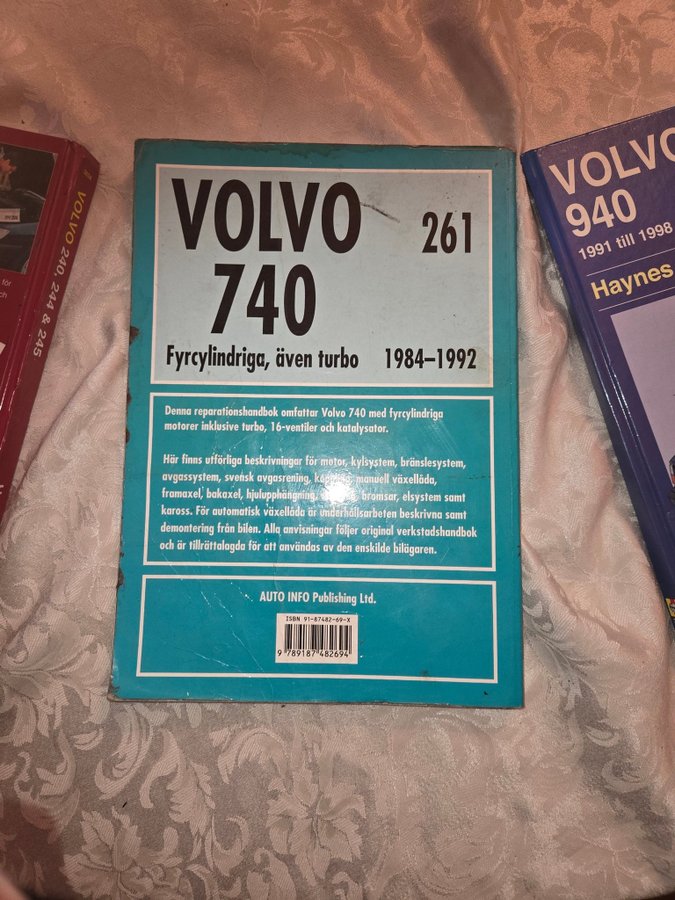 VOLVO 240, 244 & 245
för
VOLVO
740
261
Fyrcylindriga, även turbo 1984–1992
Denna reparationshandbok omfattar Volvo 740 med fyrcylindriga
motorer inklusive turbo, 16-ventiler och katalysator.
Här finns utförliga beskrivningar för motor, kylsystem, bränslesystem,
avgassystem, svensk avgasrening, manuell växellåda,
framaxel, bakaxel, hjulupphängning, bromsar, elsystem samt
kaross. För automatisk växellåda är underhållsarbeten beskrivna samt
demontering från bilen. Alla anvisningar följer original verkstadshandbok
och är tillrättalagda för att användas av den enskilde bilägaren.
AUTO INFO Publishing Ltd.
ISBN 91-87482-69-X
9 789187 482694
VOLVO
940
1991 till 1998
Haynes